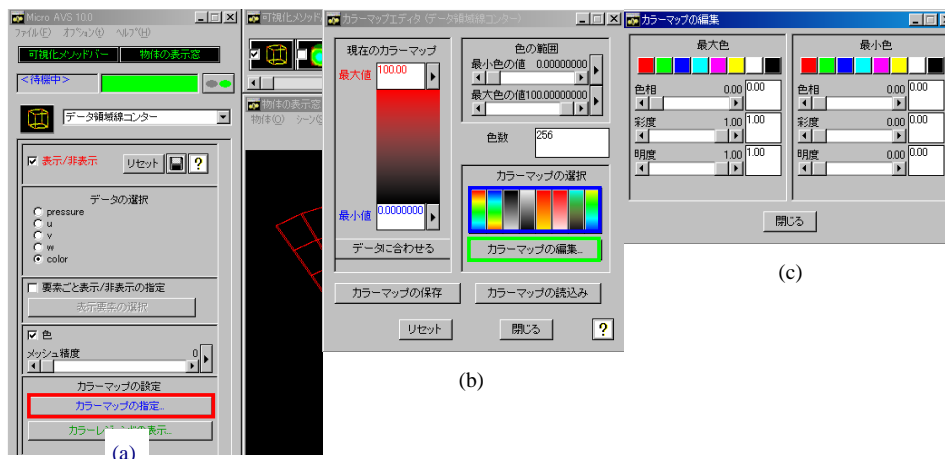 Micro AVS 10.0
ファイル(F) オプション(O) ヘルプ(H)
可視化メソッドバー 物体の表示窓
<待機中>
データ領域線コンター
表示/非表示 リセット ?
データの選択
pressure
u
v
w
color
要素ごと表示/非表示の指定
表示要素の選択
色
メッシュ精度 0
カラーマップの設定
カラーマップの指定...
(a)
可視化メソッド
物体の表示窓
物体(O)
カラーマップエディタ (データ領域線コンター)
現在のカラーマップ
最大値 100.00
最小値 0.0000000
データに合わせる
色の範囲
最小色の値 0.00000000
最大色の値100.00000000
色数 256
カラーマップの選択
カラーマップの編集...
カラーマップの保存 カラーマップの読込み
リセット 閉じる ?
(b)
カラーマップの編集
最大色
色相 0.00 0.00
彩度 1.00 1.00
明度 1.00 1.00
最小色
色相 0.00 0.00
彩度 0.00 0.00
明度 0.00 0.00
閉じる
(c)